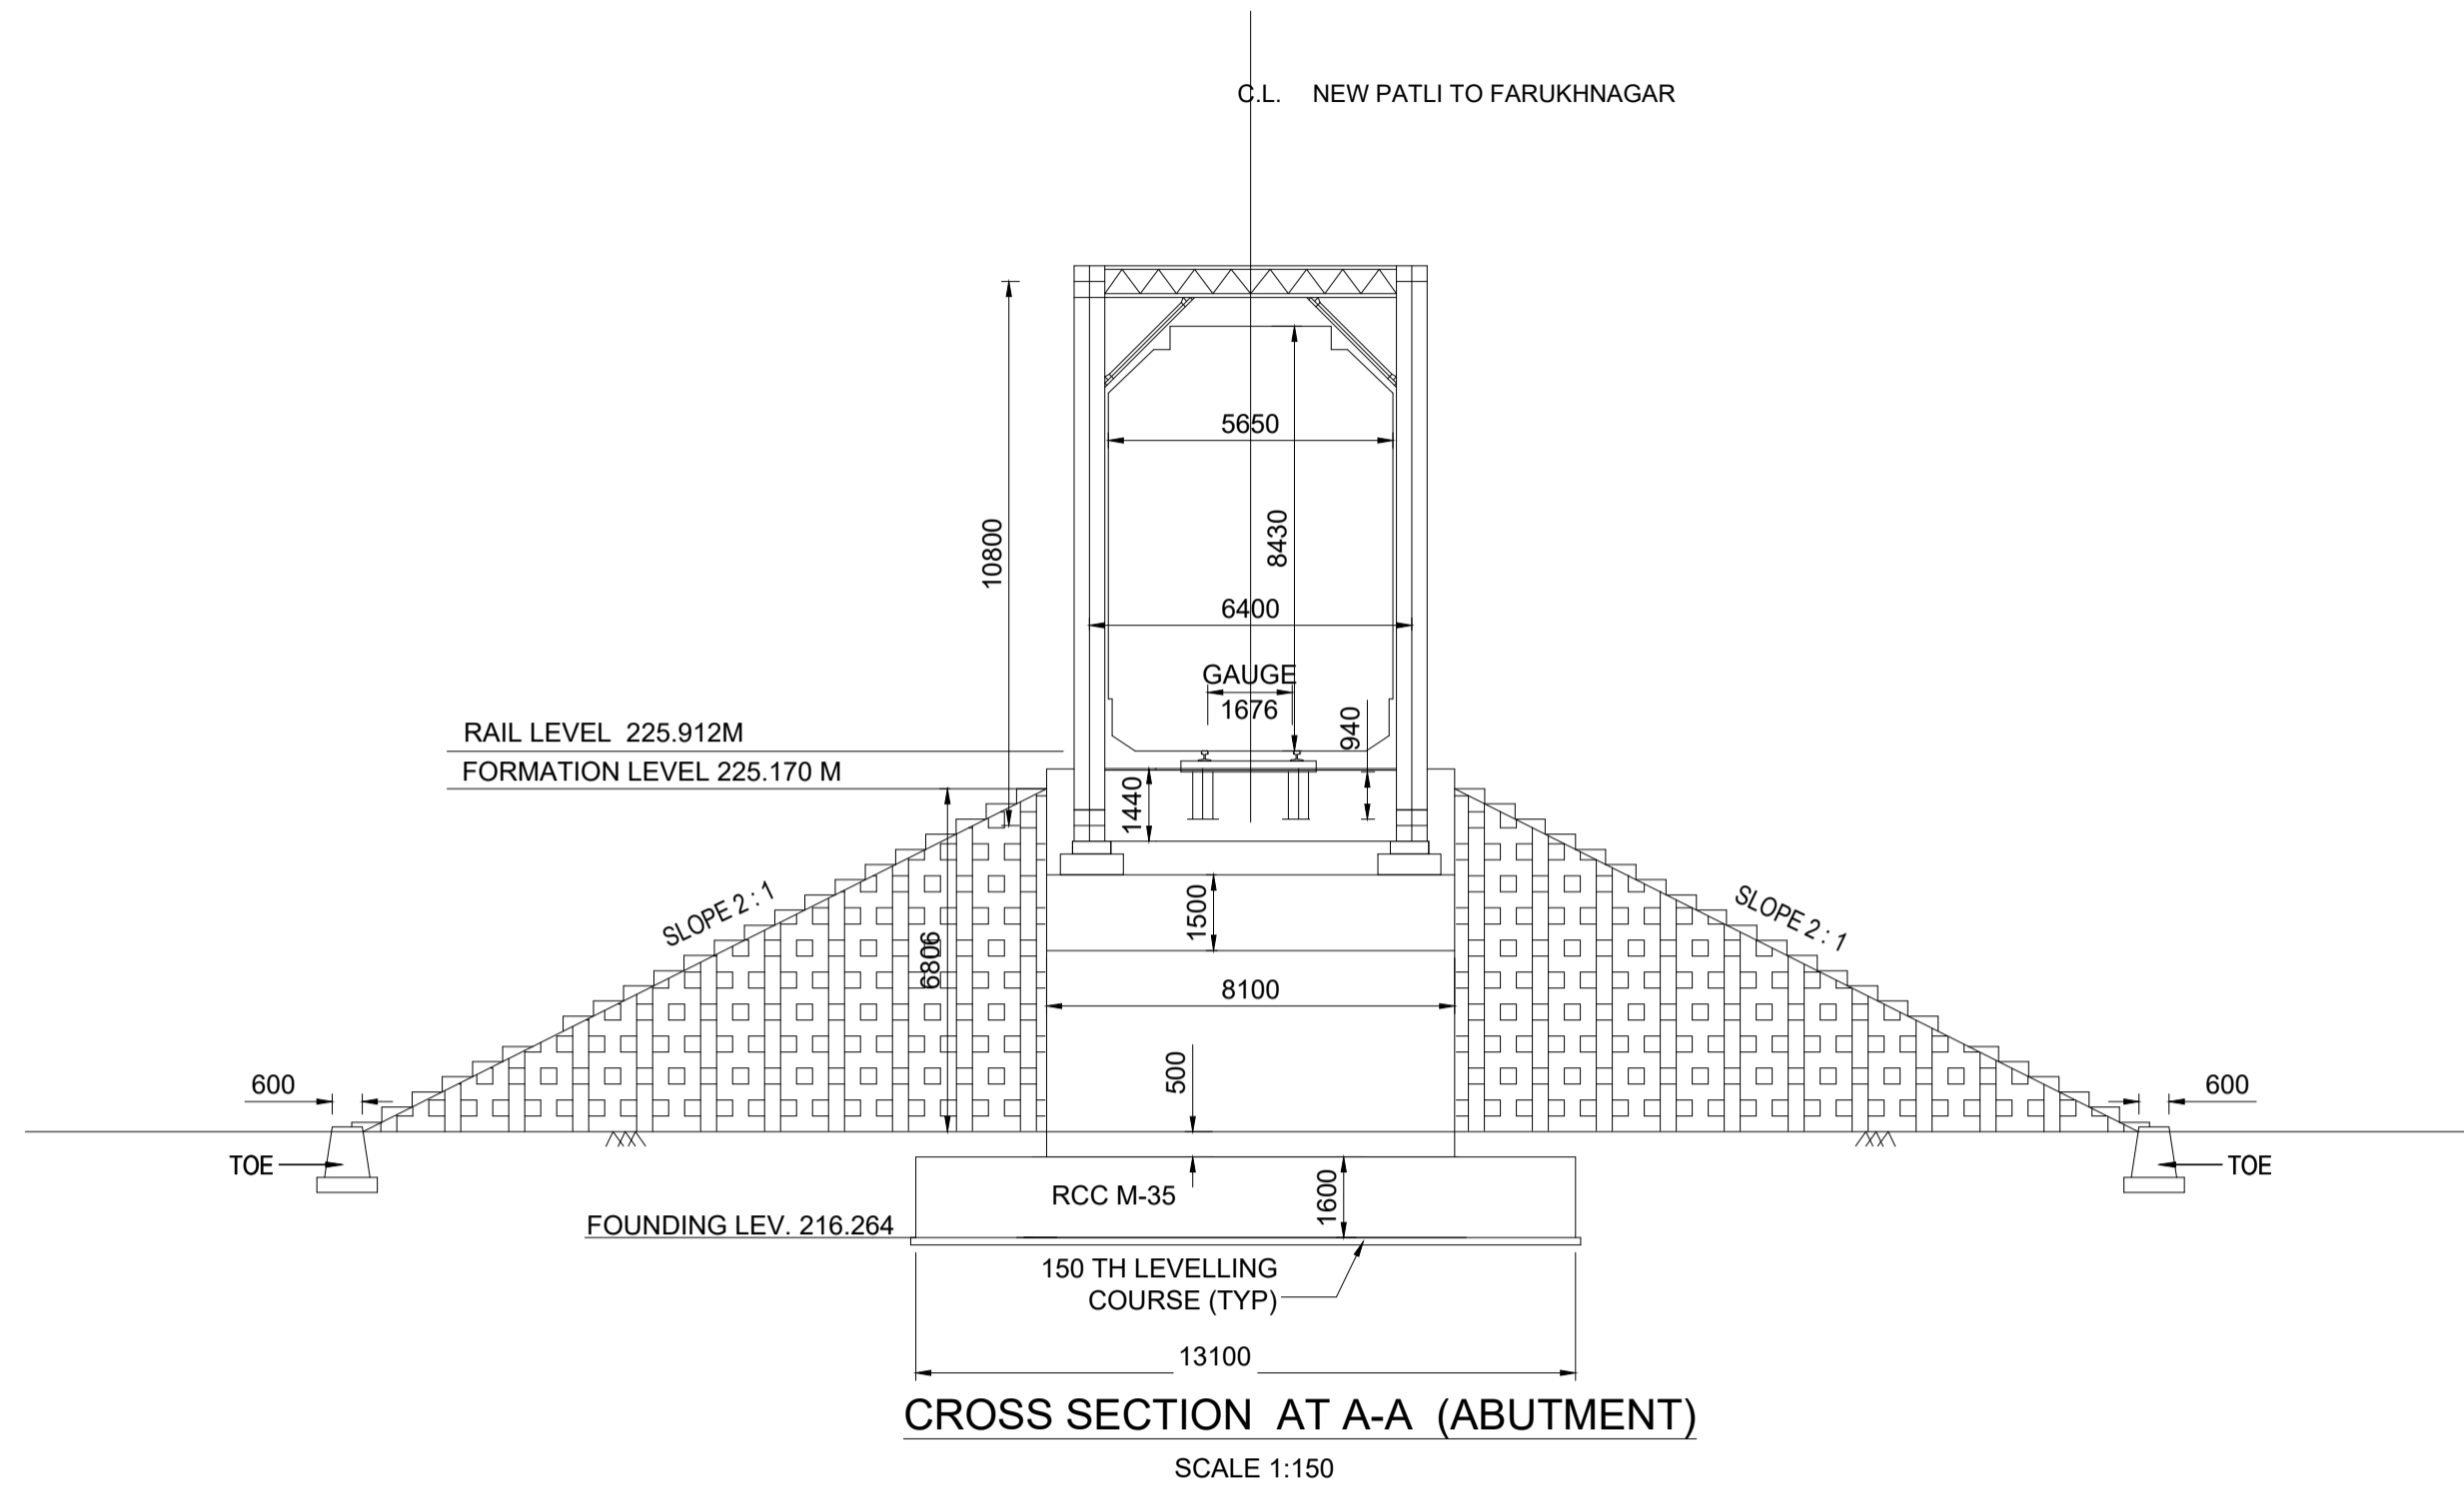 C.L. NEW PATLI TO FARUKHNAGAR
5650
10800
8430
6400
GAUGE
1676
940
RAIL LEVEL 225.912M
FORMATION LEVEL 225.170 M
1440
SLOPE 2 : 1
SLOPE 2 : 1
1500
6806
8100
500
600
600
TOE
TOE
RCC M-35
1600
FOUNDING LEV. 216.264
150 TH LEVELLING
COURSE (TYP)
13100
CROSS SECTION AT A-A (ABUTMENT)
SCALE 1:150